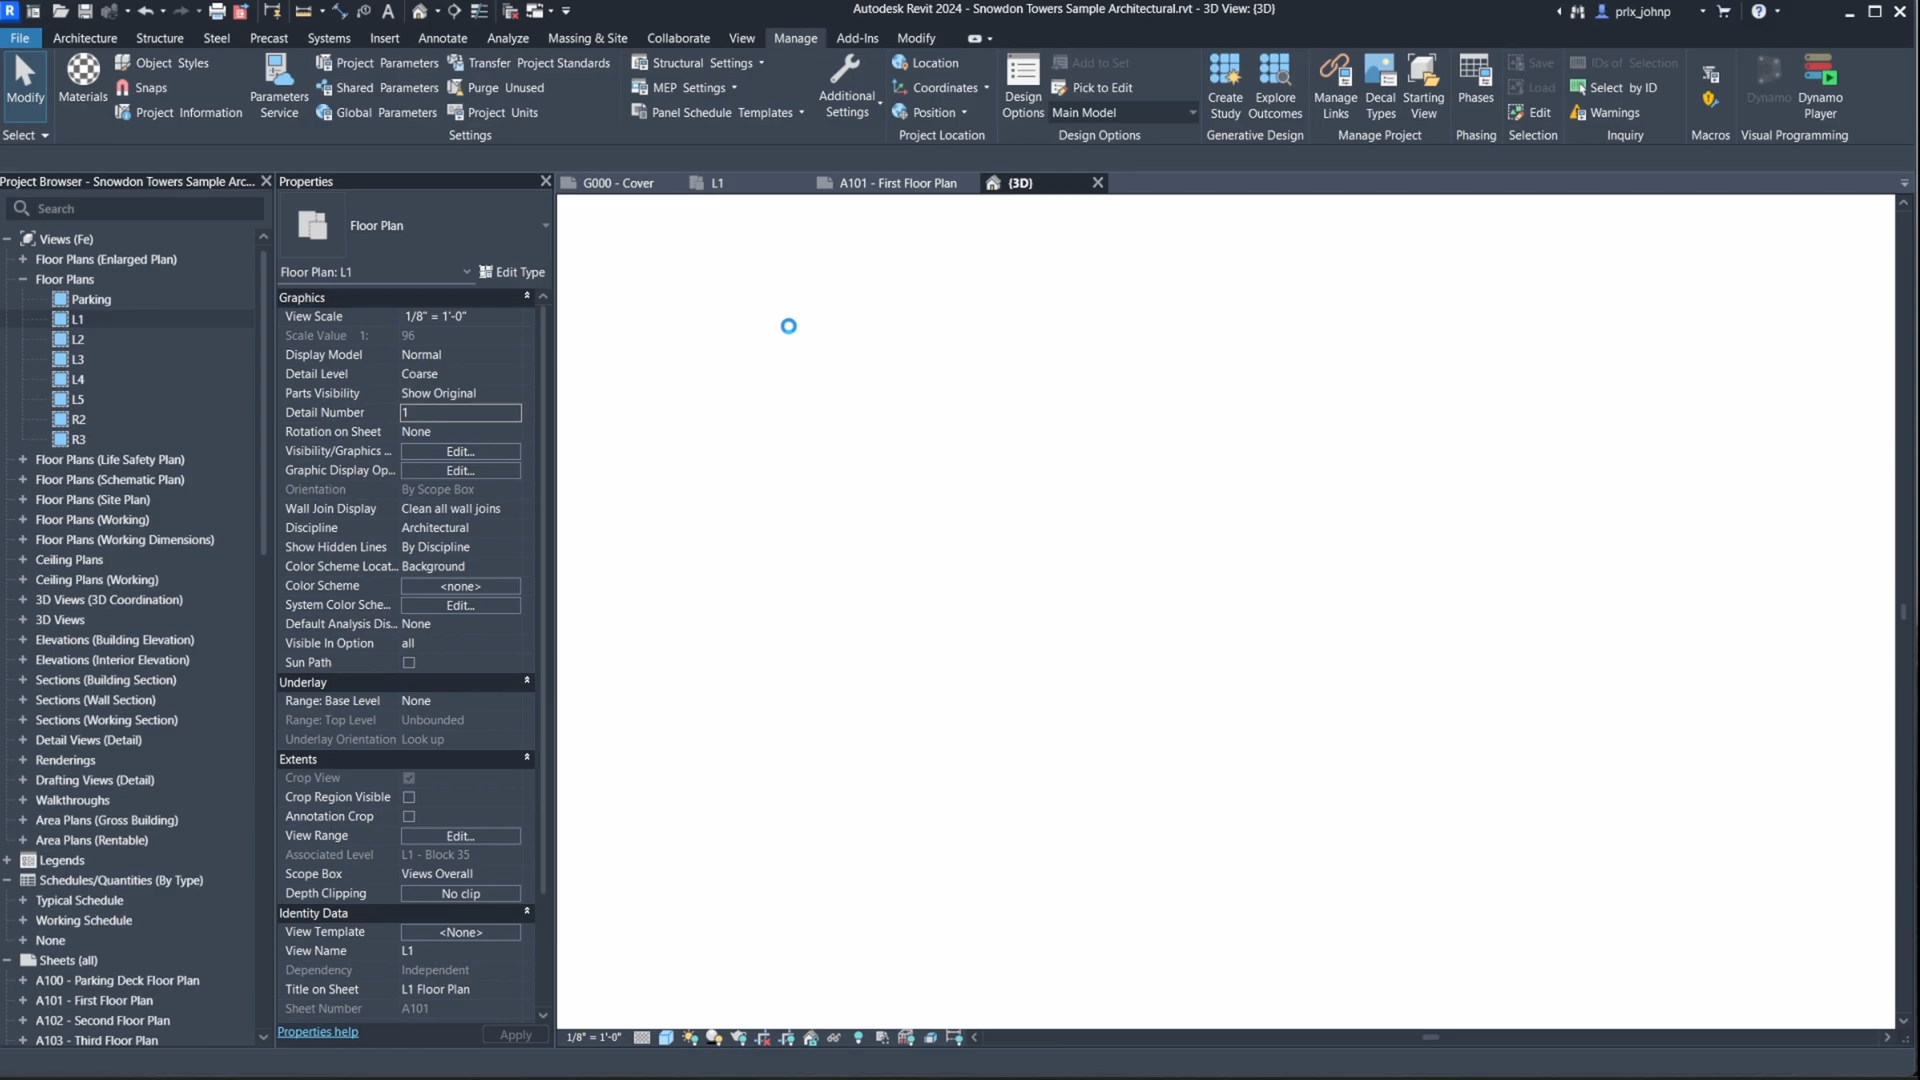 Autodesk Revit 2024 - Snowdon Towers Sample Architectural.rvt - 3D View: {3D}
prlx_johnp
File Architecture Structure Steel Precast Systems Insert Annotate Analyze Massing & Site Collaborate View Manage Add-Ins Modify
Modify
Select
Materials
Object Styles
Snaps
Project Information
Parameters Service
Project Parameters
Shared Parameters
Global Parameters
Transfer Project Standards
Purge Unused
Project Units
Settings
Structural Settings
MEP Settings
Panel Schedule Templates
Additional Settings
Location
Coordinates
Position
Project Location
Design Options
Add to Set
Pick to Edit
Main Model
Design Options
Create Study
Explore Outcomes
Generative Design
Manage Links
Decal Types
Starting View
Manage Project
Phases
Phasing
Save
Load
Edit
Selection
IDs of Selection
Select by ID
Warnings
Inquiry
Macros
Dynamo
Dynamo Player
Visual Programming
Project Browser - Snowdon Towers Sample Arc...
Search
Views (Fe)
Floor Plans (Enlarged Plan)
Floor Plans
Parking
L1
L2
L3
L4
L5
R2
R3
Floor Plans (Life Safety Plan)
Floor Plans (Schematic Plan)
Floor Plans (Site Plan)
Floor Plans (Working)
Floor Plans (Working Dimensions)
Ceiling Plans
Ceiling Plans (Working)
3D Views (3D Coordination)
3D Views
Elevations (Building Elevation)
Elevations (Interior Elevation)
Sections (Building Section)
Sections (Wall Section)
Sections (Working Section)
Detail Views (Detail)
Renderings
Drafting Views (Detail)
Walkthroughs
Area Plans (Gross Building)
Area Plans (Rentable)
Legends
Schedules/Quantities (By Type)
Typical Schedule
Working Schedule
None
Sheets (all)
A100 - Parking Deck Floor Plan
A101 - First Floor Plan
A102 - Second Floor Plan
A103 - Third Floor Plan
Properties
Floor Plan
Floor Plan: L1 Edit Type
Graphics
View Scale 1/8" = 1'-0"
Scale Value 1: 96
Display Model Normal
Detail Level Coarse
Parts Visibility Show Original
Detail Number 1
Rotation on Sheet None
Visibility/Graphics ... Edit...
Graphic Display Op... Edit...
Orientation By Scope Box
Wall Join Display Clean all wall joins
Discipline Architectural
Show Hidden Lines By Discipline
Color Scheme Locat... Background
Color Scheme <none>
System Color Sche... Edit...
Default Analysis Dis... None
Visible In Option all
Sun Path
Underlay
Range: Base Level None
Range: Top Level Unbounded
Underlay Orientation Look up
Extents
Crop View
Crop Region Visible
Annotation Crop
View Range Edit...
Associated Level L1 - Block 35
Scope Box Views Overall
Depth Clipping No clip
Identity Data
View Template <None>
View Name L1
Dependency Independent
Title on Sheet L1 Floor Plan
Sheet Number A101
Properties help Apply
G000 - Cover L1 A101 - First Floor Plan {3D}
1/8" = 1'-0"